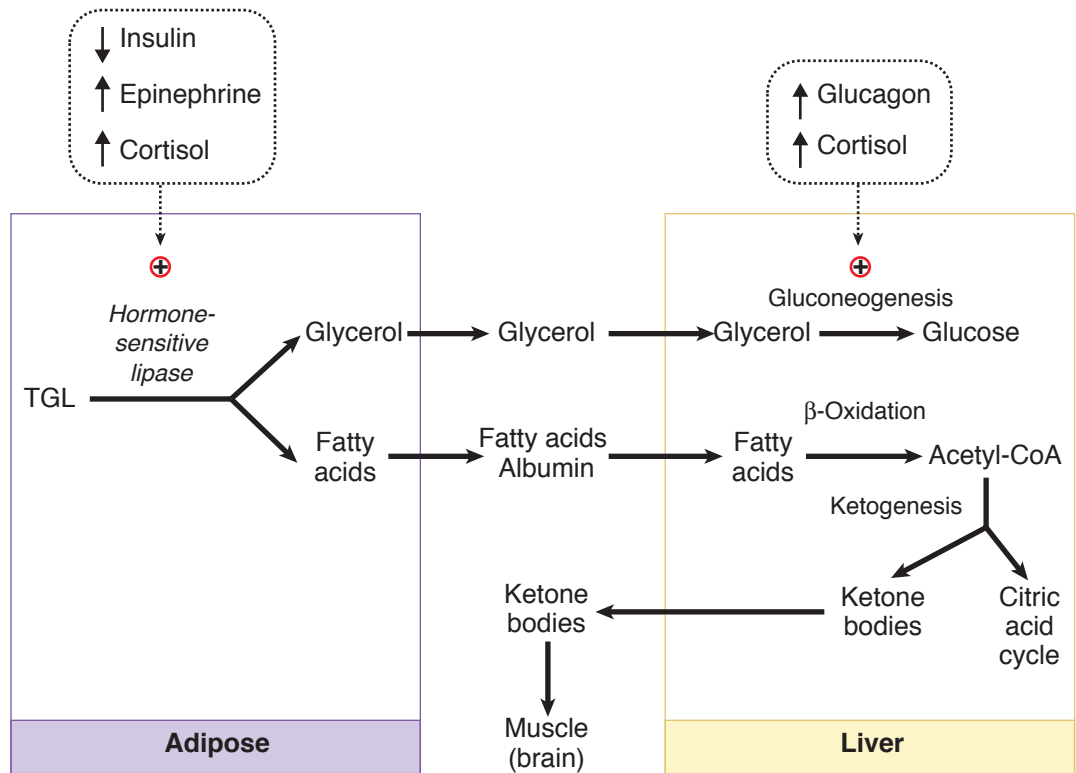 Insulin
Epinephrine
Cortisol
Glucagon
Cortisol
Hormone-
sensitive
lipase
TGL
Glycerol
Glycerol
Gluconeogenesis
Glycerol
Glucose
Fatty
acids
Fatty acids
Albumin
Fatty
acids
β-Oxidation
Acetyl-CoA
Ketogenesis
Ketone
bodies
Citric
acid
cycle
Ketone
bodies
Muscle
(brain)
Adipose
Liver